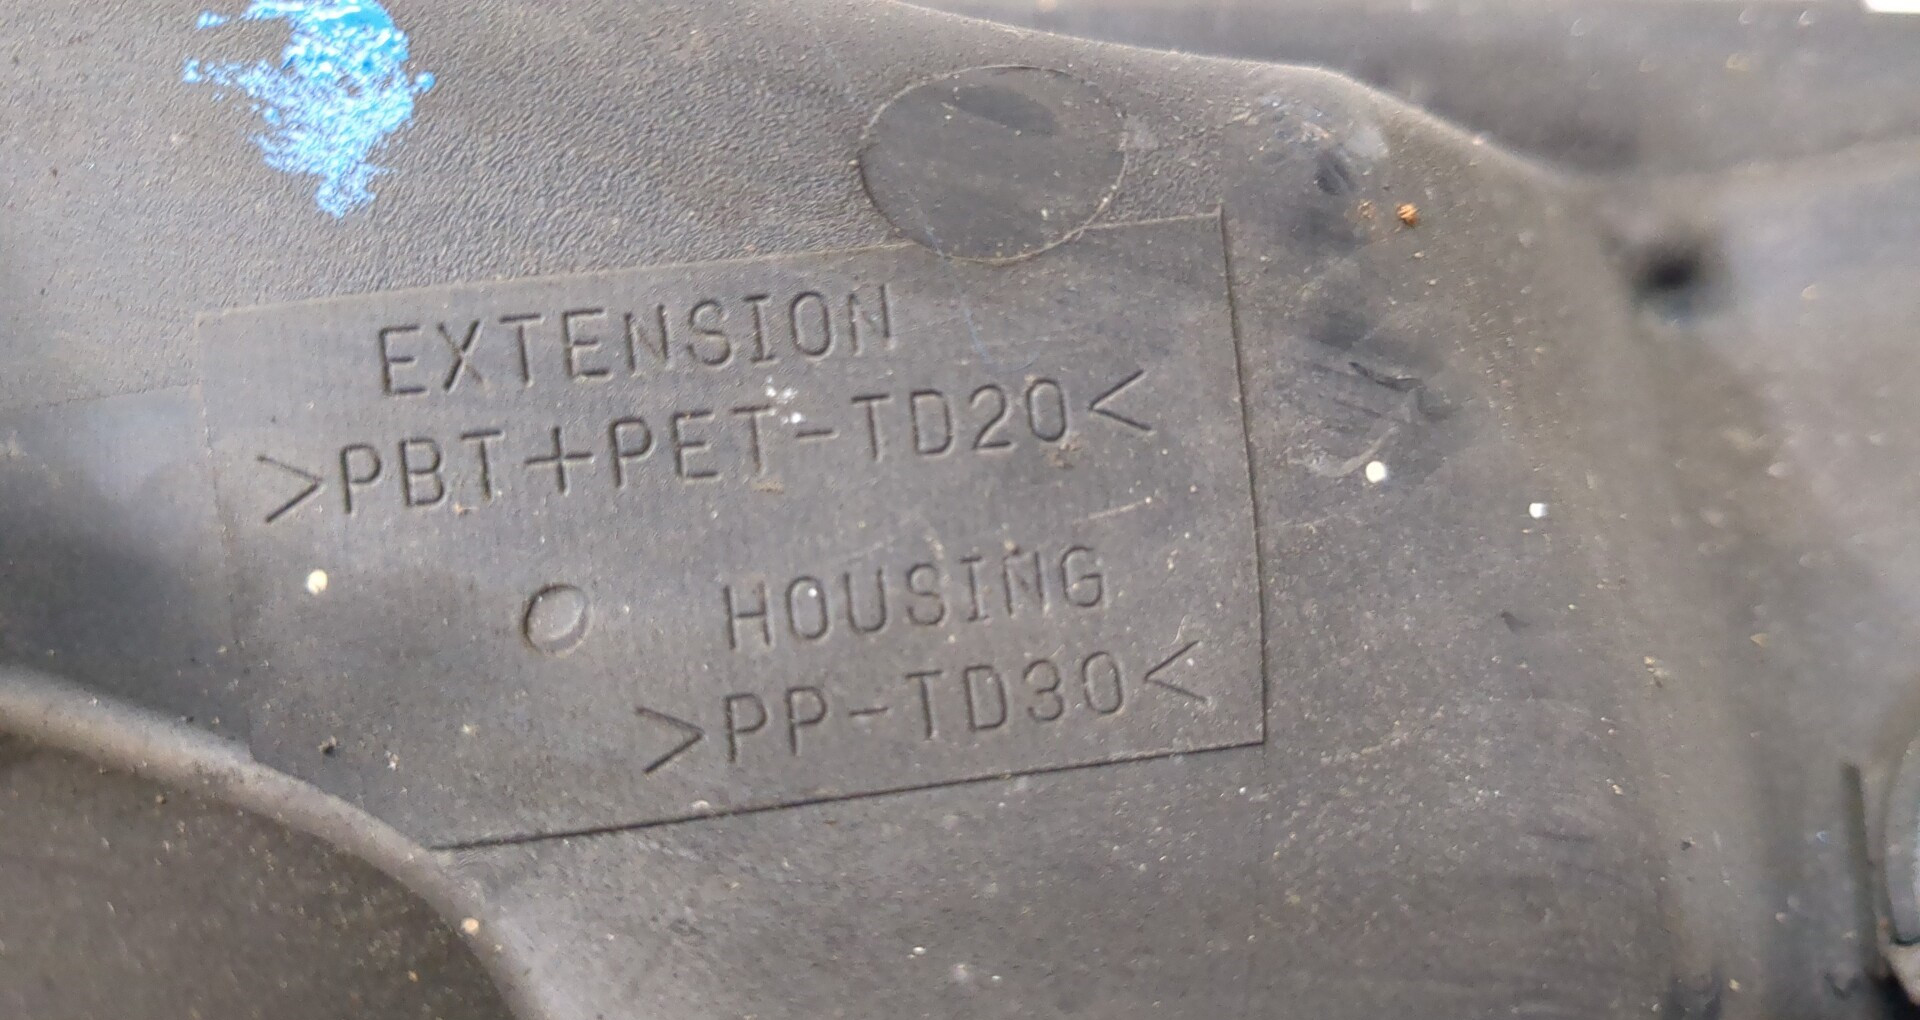 EXTENSION
>PBT+PET-TD20<
HOUSING
>PP-TD30<